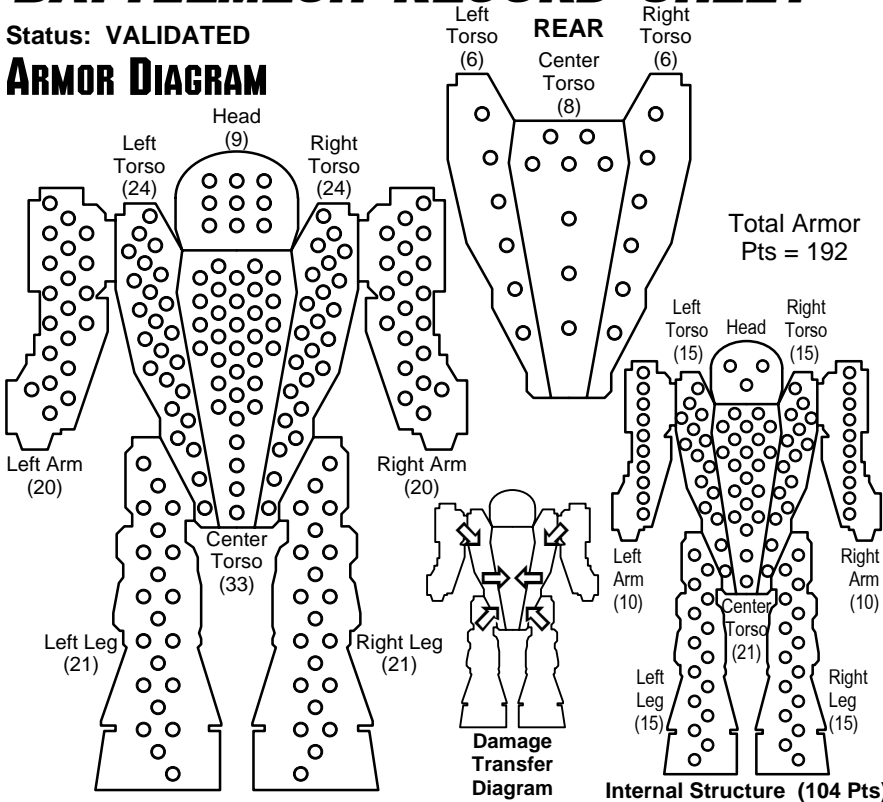 BATTLEMECH RECORD SHEET
Status: VALIDATED
ARMOR DIAGRAM
Head
(9)
Left
Torso
(24)
Right
Torso
(24)
Left Arm
(20)
Right Arm
(20)
Center
Torso
(33)
Left Leg
(21)
Right Leg
(21)
REAR
Left
Torso
(6)
Center
Torso
(8)
Right
Torso
(6)
Total Armor
Pts = 192
Damage
Transfer
Diagram
Left
Torso
(15)
Head
Right
Torso
(15)
Left
Arm
(10)
Right
Arm
(10)
Center
Torso
(21)
Left
Leg
(15)
Right
Leg
(15)
Internal Structure (104 Pts)